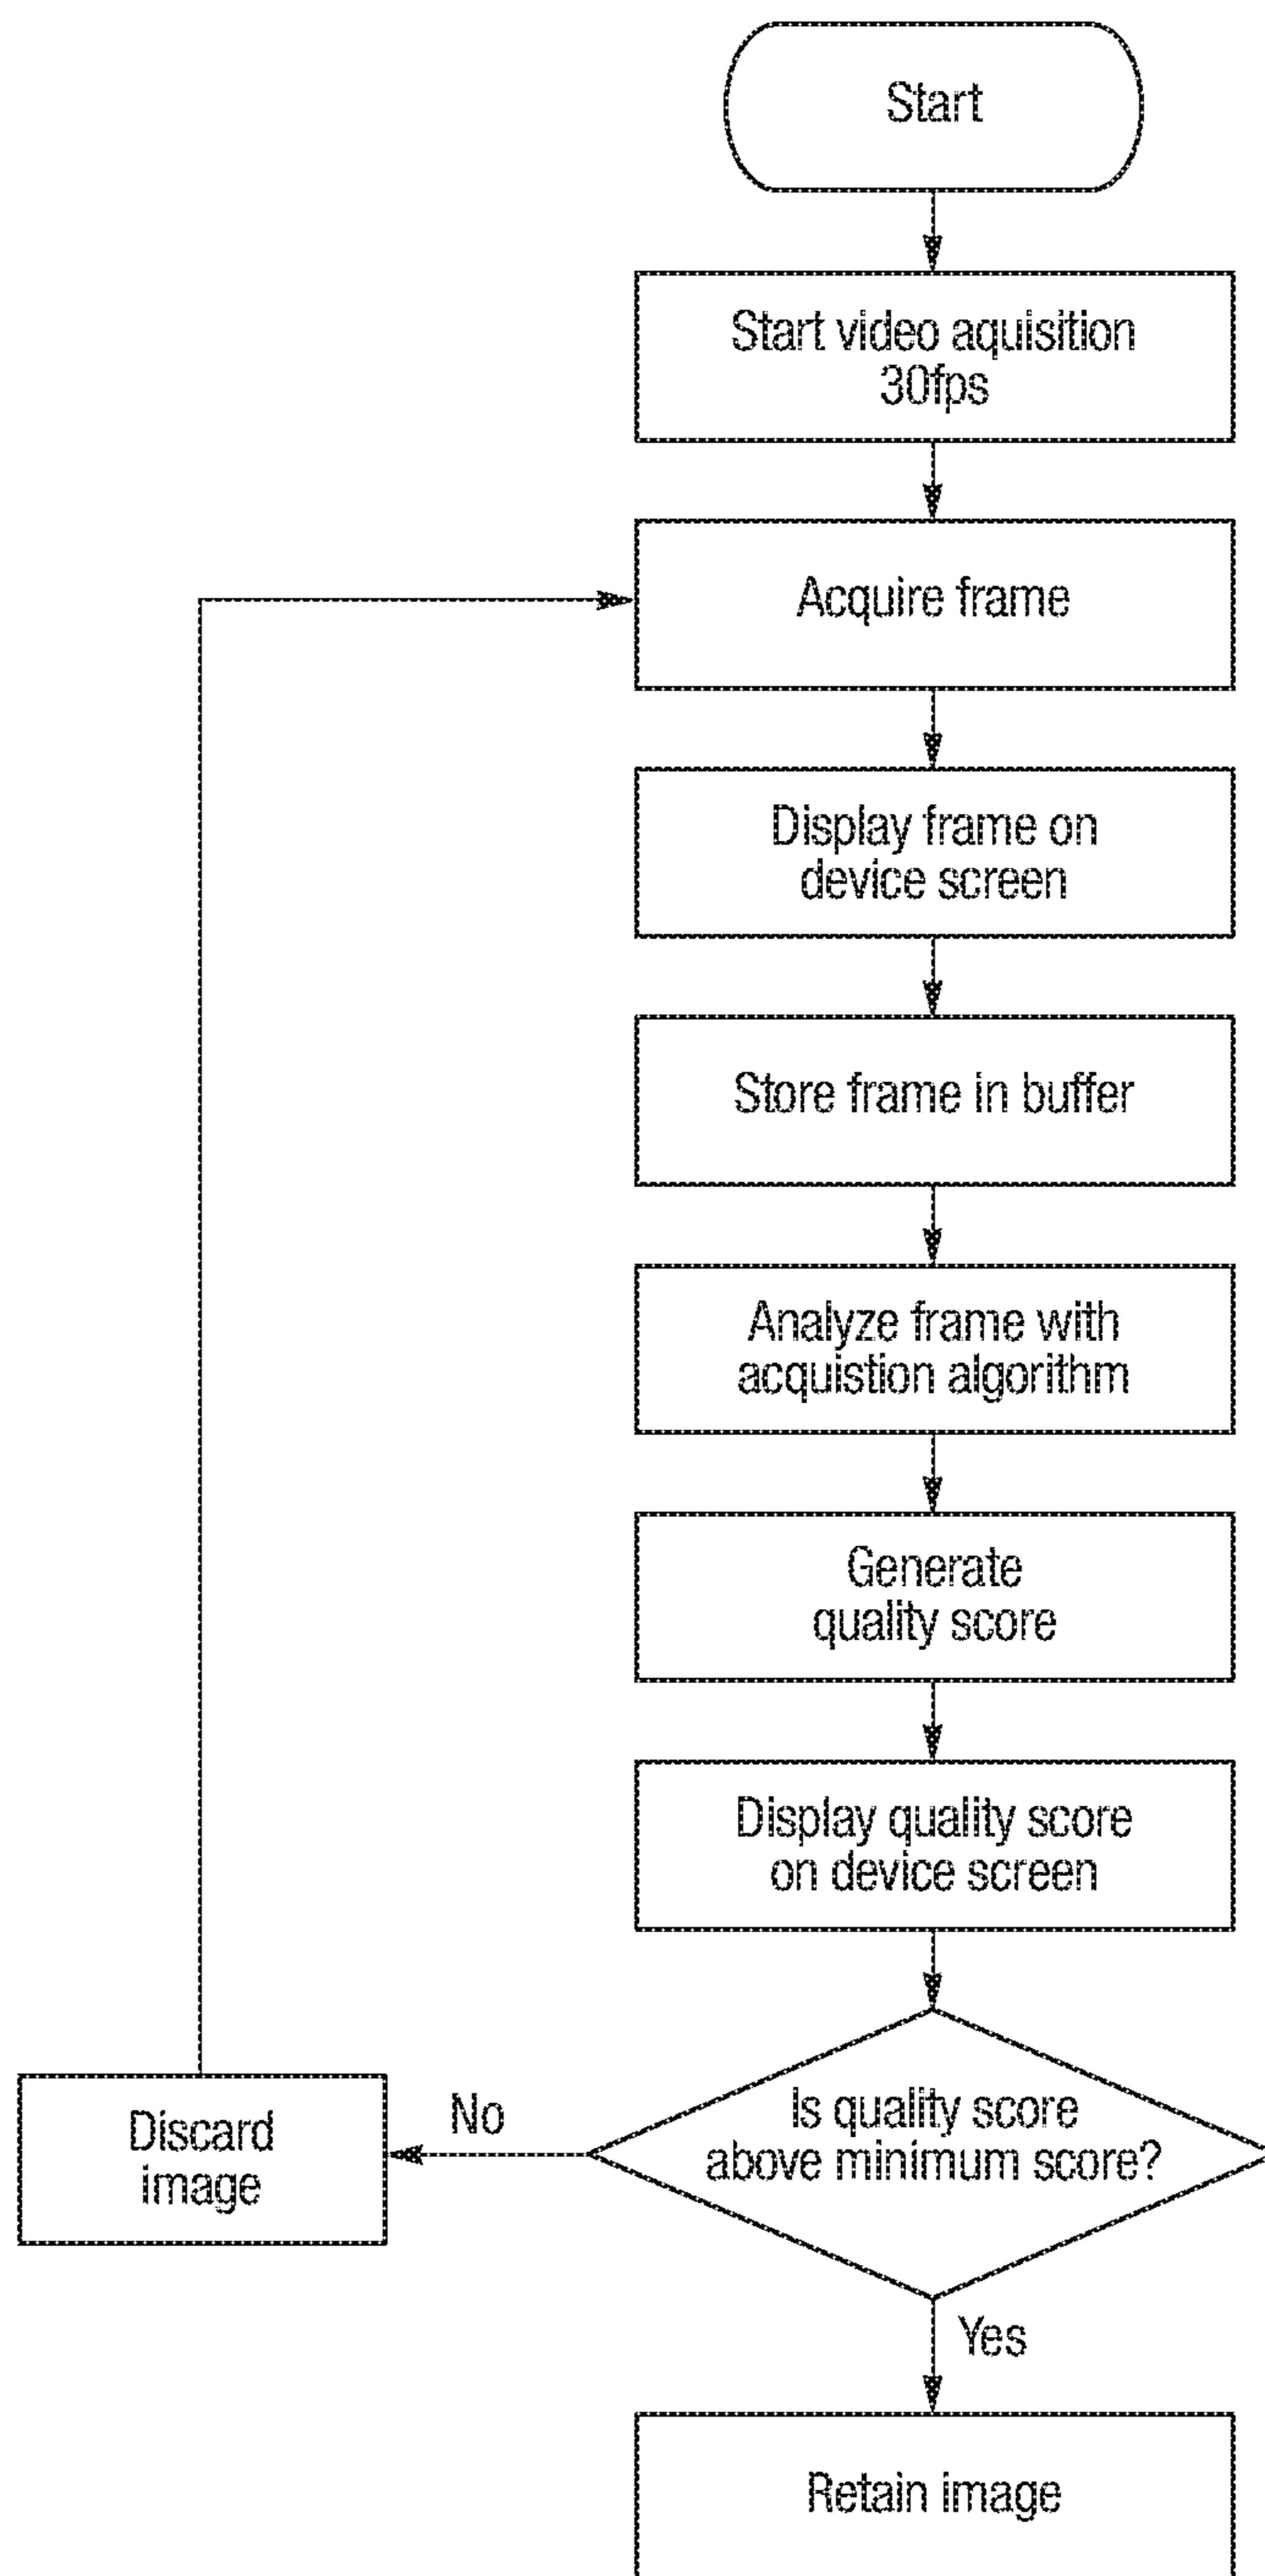 Start
Start video aquisition
30fps
Acquire frame
Display frame on
device screen
Store frame in buffer
Analyze frame with
acquistion algorithm
Generate
quality score
Display quality score
on device screen
Is quality score
above minimum score?
No
Discard
image
Yes
Retain image